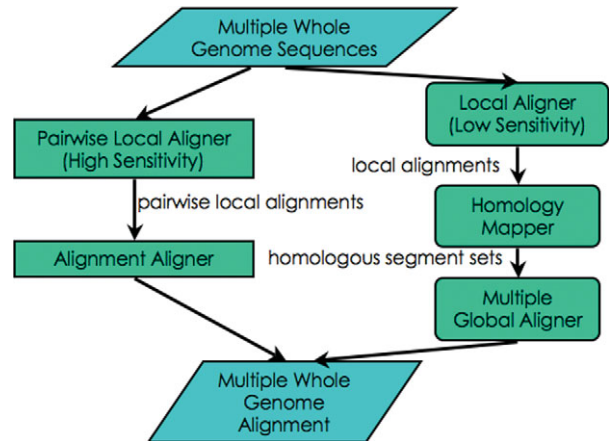 Multiple Whole
Genome Sequences
Pairwise Local Aligner
(High Sensitivity)
pairwise local alignments
Alignment Aligner
Local Aligner
(Low Sensitivity)
local alignments
Homology
Mapper
homologous segment sets
Multiple
Global Aligner
Multiple Whole
Genome
Alignment